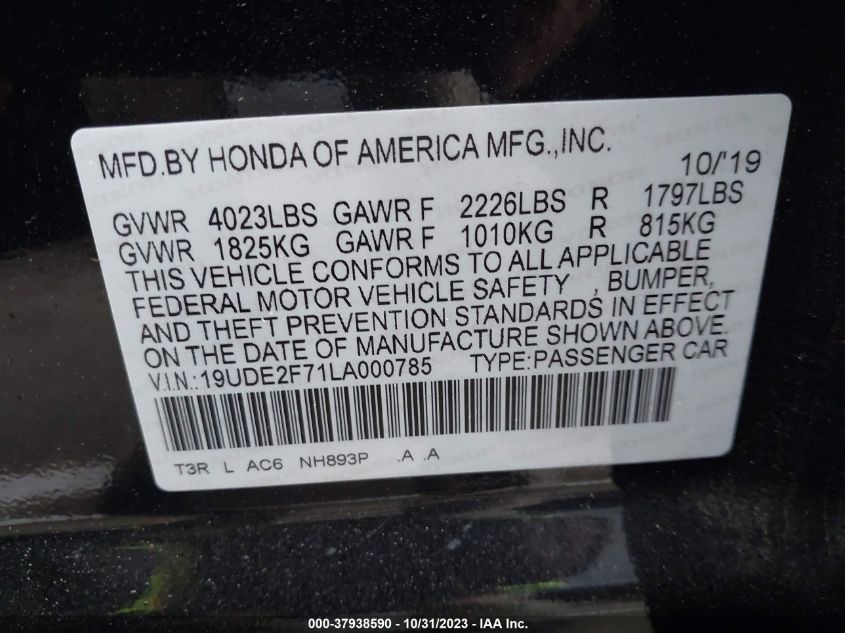 MFD.BY HONDA OF AMERICA MFG.,INC. 10/'19
GVWR 4023LBS GAWR F 2226LBS R 1797LBS
GVWR 1825KG GAWR F 1010KG R 815KG
THIS VEHICLE CONFORMS TO ALL APPLICABLE
FEDERAL MOTOR VEHICLE SAFETY , BUMPER,
AND THEFT PREVENTION STANDARDS IN EFFECT
ON THE DATE OF MANUFACTURE SHOWN ABOVE.
V.I.N.:19UDE2F71LA000785 TYPE:PASSENGER CAR
T3R L AC6 NH893P .A .A
000-37938590 - 10/31/2023 - IAA Inc.